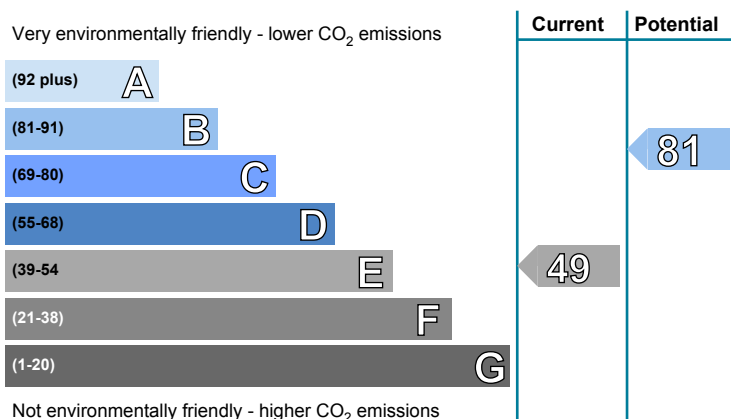 Very environmentally friendly - lower CO2 emissions
Current
Potential
(92 plus) A
(81-91) B
(69-80) C
(55-68) D
(39-54 E
(21-38) F
(1-20) G
49
81
Not environmentally friendly - higher CO2 emissions